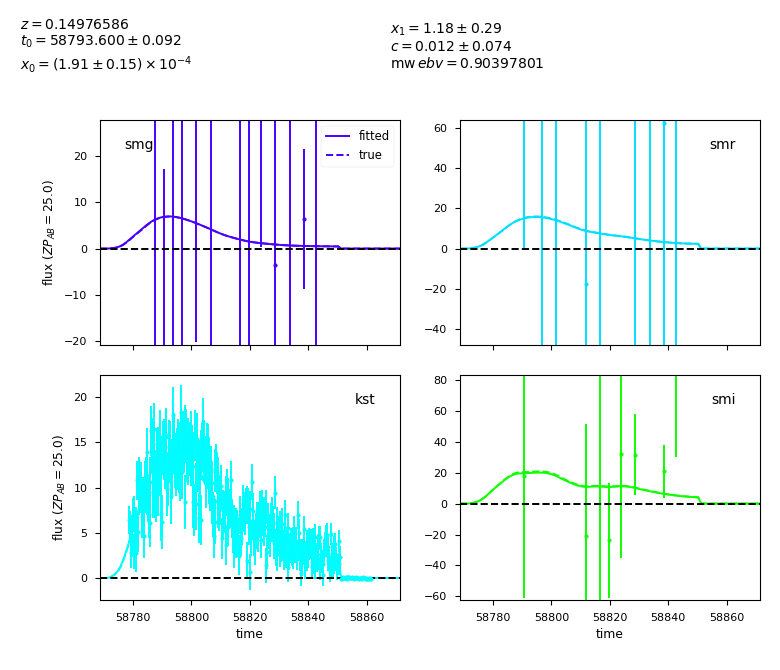 z = 0.14976586
t₀ = 58793.600 ± 0.092
x₀ = (1.91 ± 0.15) × 10⁻⁴
x₁ = 1.18 ± 0.29
c = 0.012 ± 0.074
mw ebv = 0.90397801
smg
fitted
true
20
10
0
−10
−20
flux (ZP_AB = 25.0)
smr
60
40
20
0
−20
−40
kst
20
15
10
5
0
flux (ZP_AB = 25.0)
58780 58800 58820 58840 58860
time
smi
80
60
40
20
0
−20
−40
−60
58780 58800 58820 58840 58860
time